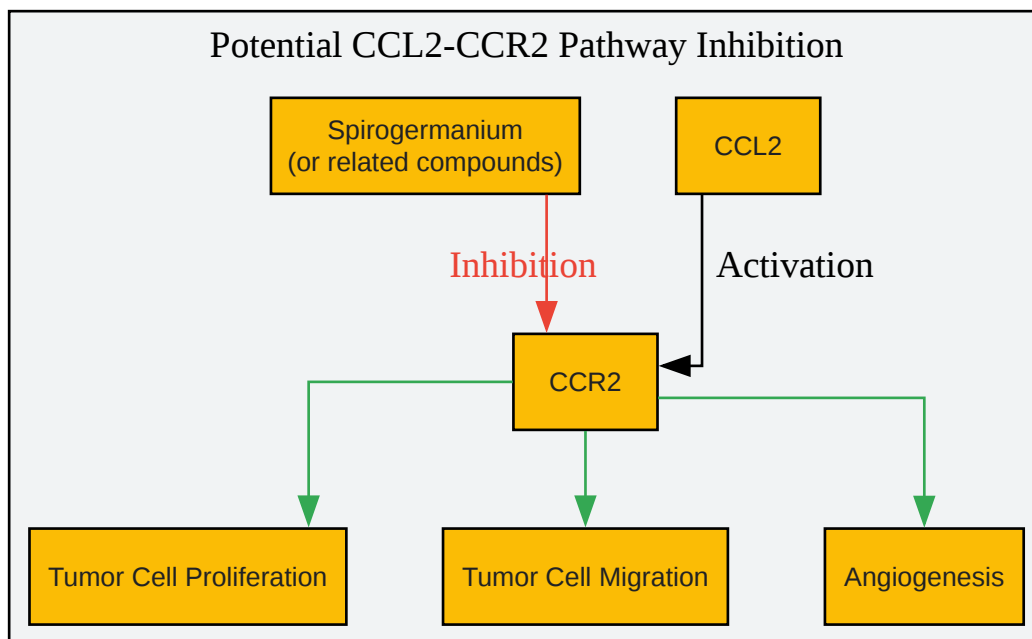 Potential CCL2-CCR2 Pathway Inhibition
Spirogermanium
(or related compounds)
CCL2
Inhibition
Activation
CCR2
Tumor Cell Proliferation
Tumor Cell Migration
Angiogenesis